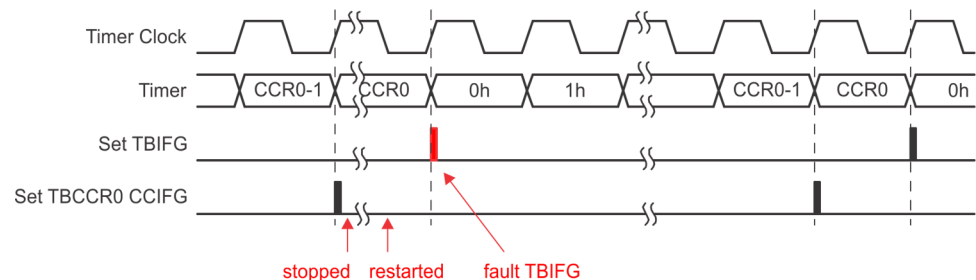 Timer Clock
Timer CCR0-1 CCR0 0h 1h CCR0-1 CCR0 0h
Set TBIFG
Set TBCCR0 CCIFG
stopped restarted fault TBIFG